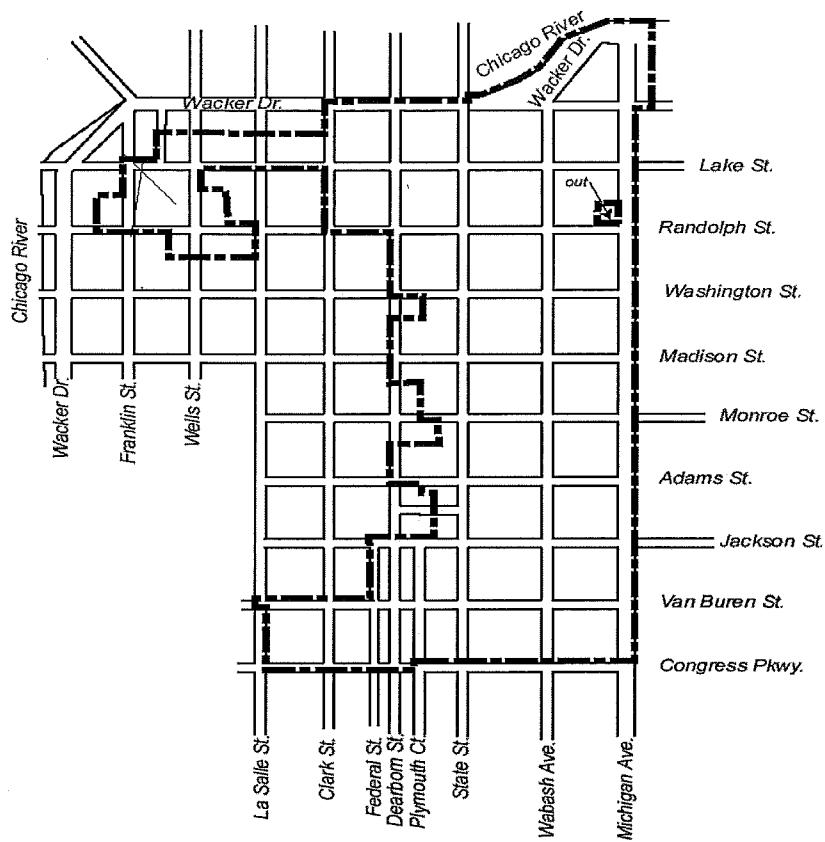 Chicago River
Wacker Dr.
Wacker Dr.
Lake St.
out
Randolph St.
Chicago River
Washington St.
Madison St.
Wacker Dr.
Franklin St.
Wells St.
Monroe St.
Adams St.
Jackson St.
Van Buren St.
Congress Pkwy.
La Salle St.
Clark St.
Federal St.
Dearborn St.
Plymouth Ct.
State St.
Wabash Ave.
Michigan Ave.